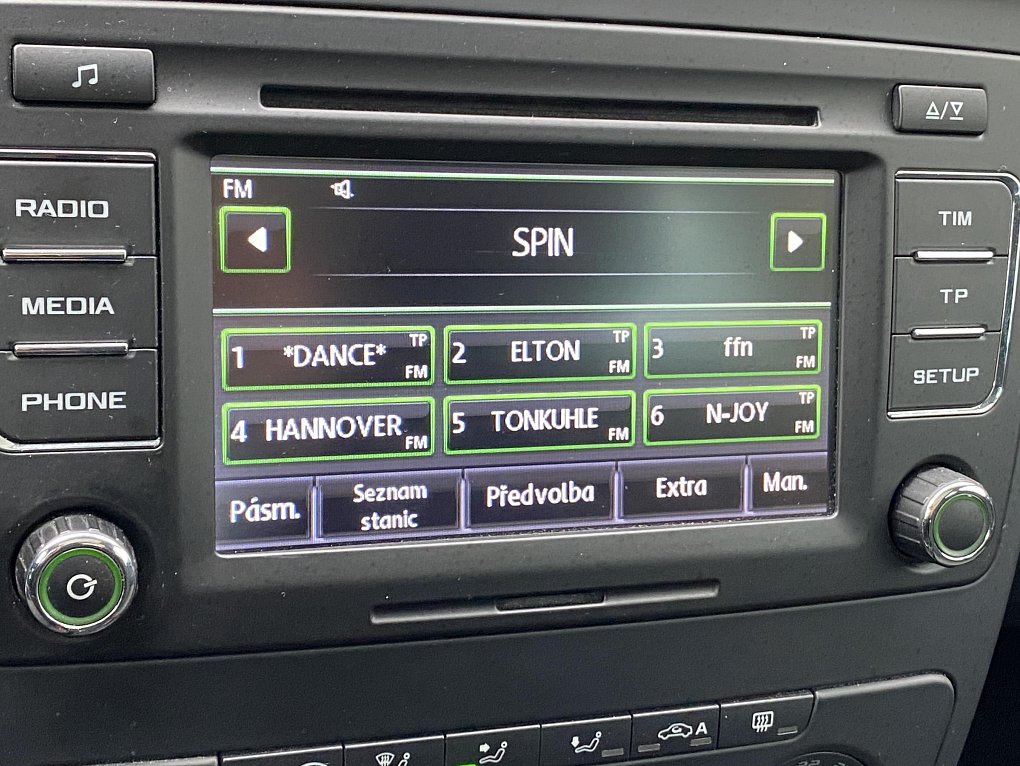 RADIO
MEDIA
PHONE
FM
SPIN
1 *DANCE* TP FM
2 ELTON TP FM
3 ffn TP FM
4 HANNOVER FM
5 TONKUHLE FM
6 N-JOY TP FM
Pásm.
Seznam
stanic
Předvolba
Extra
Man.
TIM
TP
SETUP
A